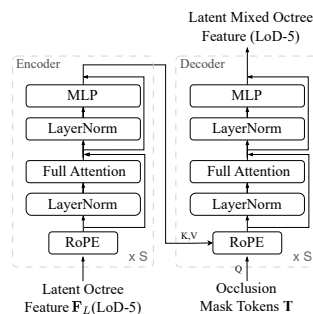 Latent Mixed Octree
Feature (LoD-5)
Encoder
MLP
LayerNorm
Full Attention
LayerNorm
RoPE
x S
Latent Octree
Feature F_L (LoD-5)
Decoder
MLP
LayerNorm
Full Attention
LayerNorm
K,V
RoPE
x S
Q
Occlusion
Mask Tokens T